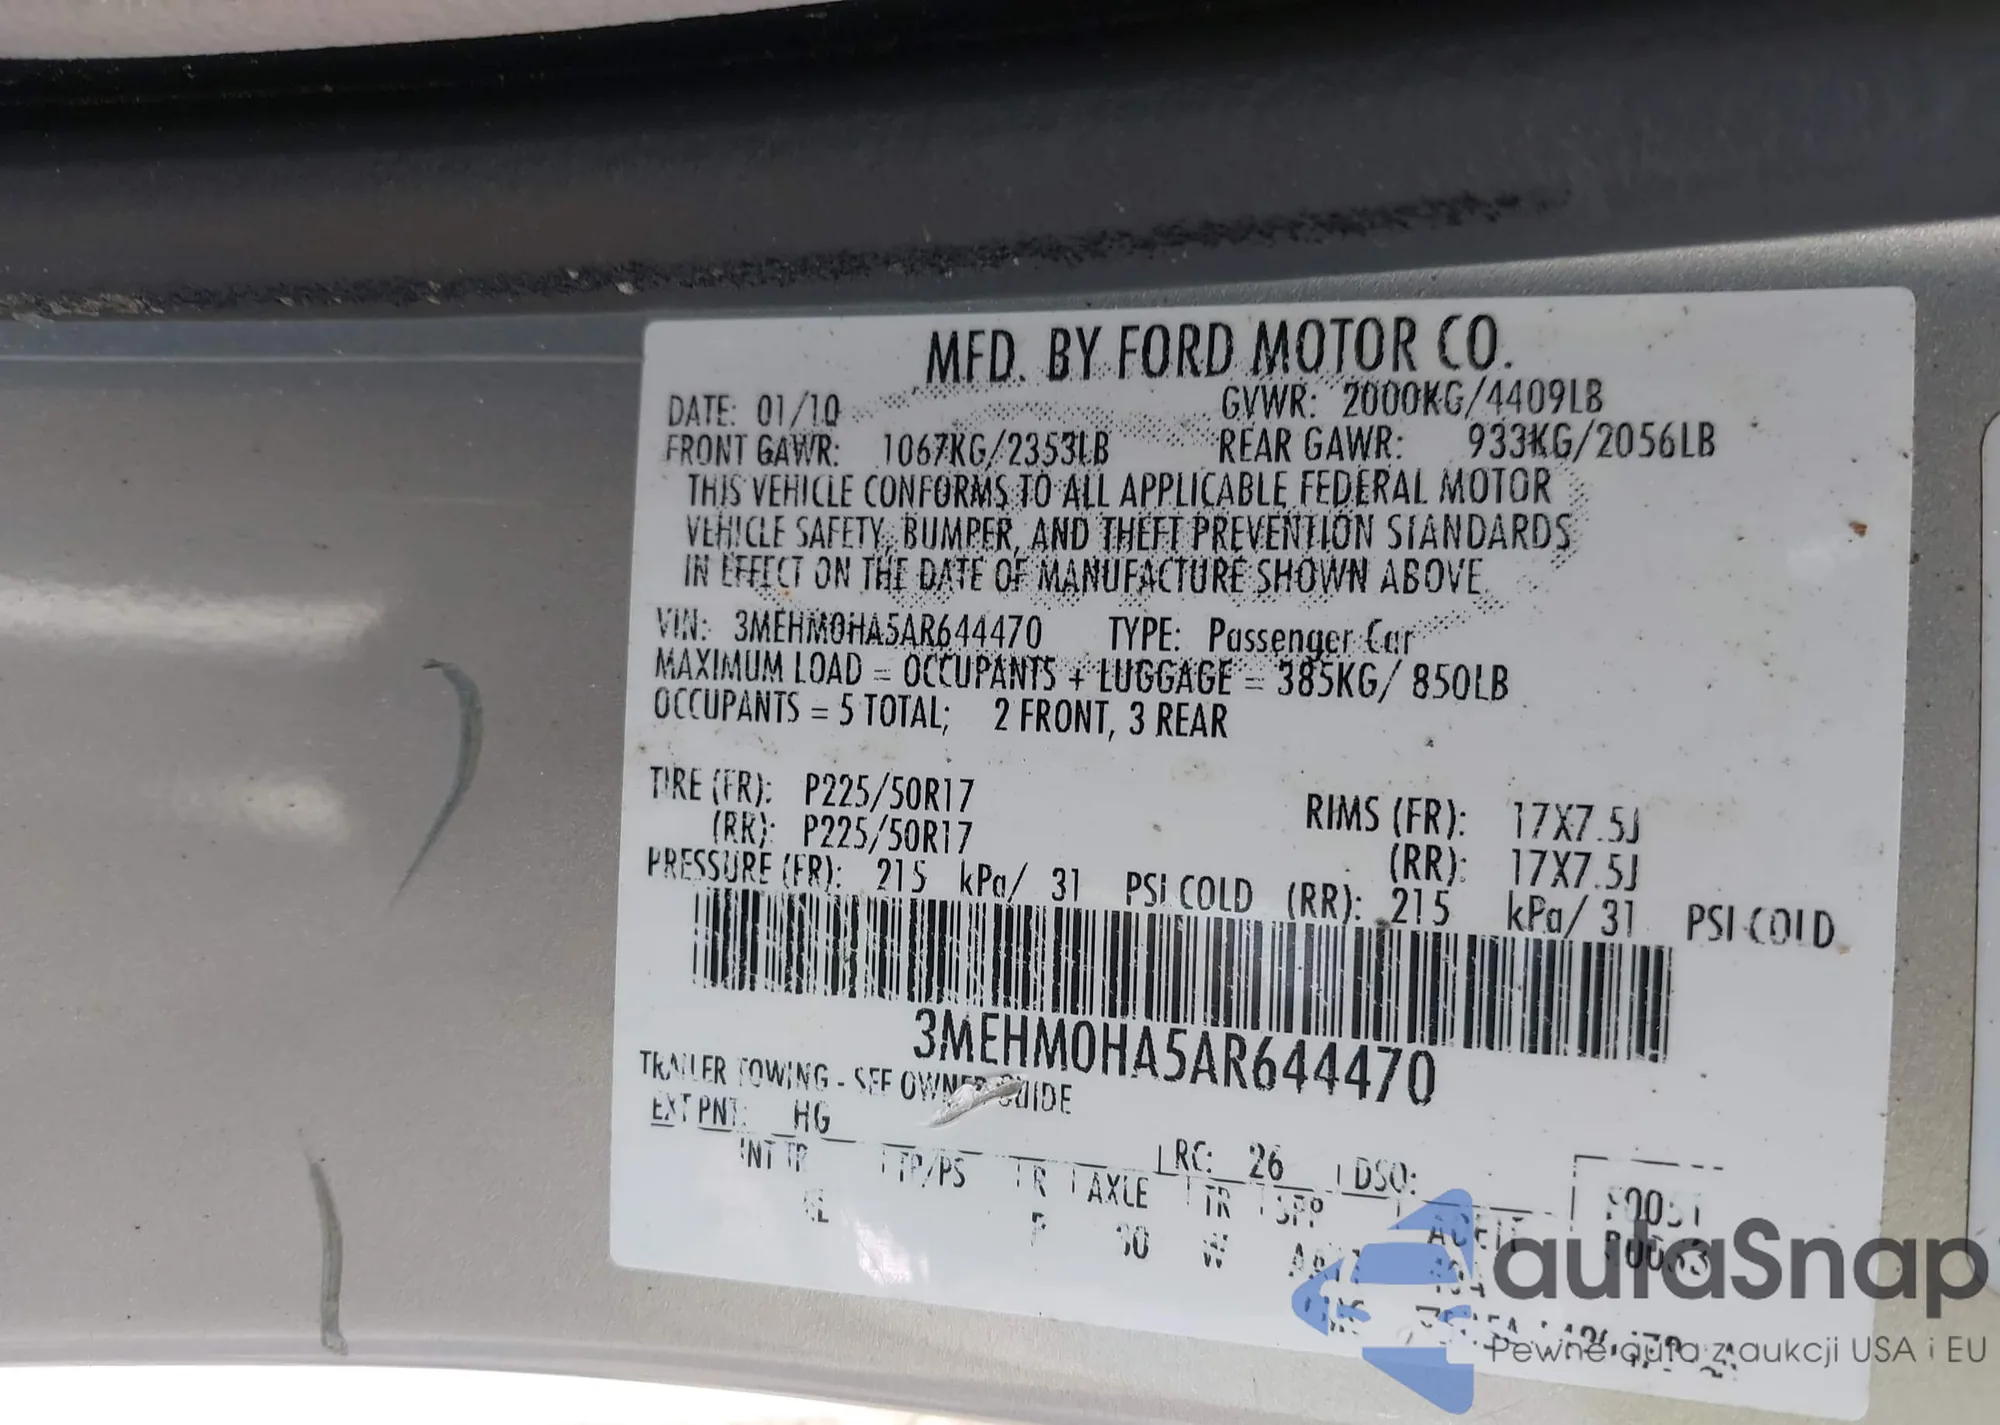 MFD. BY FORD MOTOR CO.
DATE: 01/10 GVWR: 2000KG/4409LB
FRONT GAWR: 1067KG/2353LB REAR GAWR: 933KG/2056LB
THIS VEHICLE CONFORMS TO ALL APPLICABLE FEDERAL MOTOR
VEHICLE SAFETY, BUMPER, AND THEFT PREVENTION STANDARDS
IN EFFECT ON THE DATE OF MANUFACTURE SHOWN ABOVE
VIN: 3MEHM0HA5AR644470 TYPE: Passenger Car
MAXIMUM LOAD = OCCUPANTS + LUGGAGE = 385KG/ 850LB
OCCUPANTS = 5 TOTAL; 2 FRONT, 3 REAR
TIRE (FR): P225/50R17 RIMS (FR): 17X7.5J
(RR): P225/50R17 (RR): 17X7.5J
PRESSURE (FR): 215 kPa/ 31 PSI COLD (RR): 215 kPa/ 31 PSI COLD
3MEHM0HA5AR644470
TRAILER TOWING - SEE OWNER GUIDE
EXT PNT: HG RC: 26 DSO:
INT TR TP/PS R AXLE TR SPR
W
autaSnap
Pewne auta z aukcji USA i EU